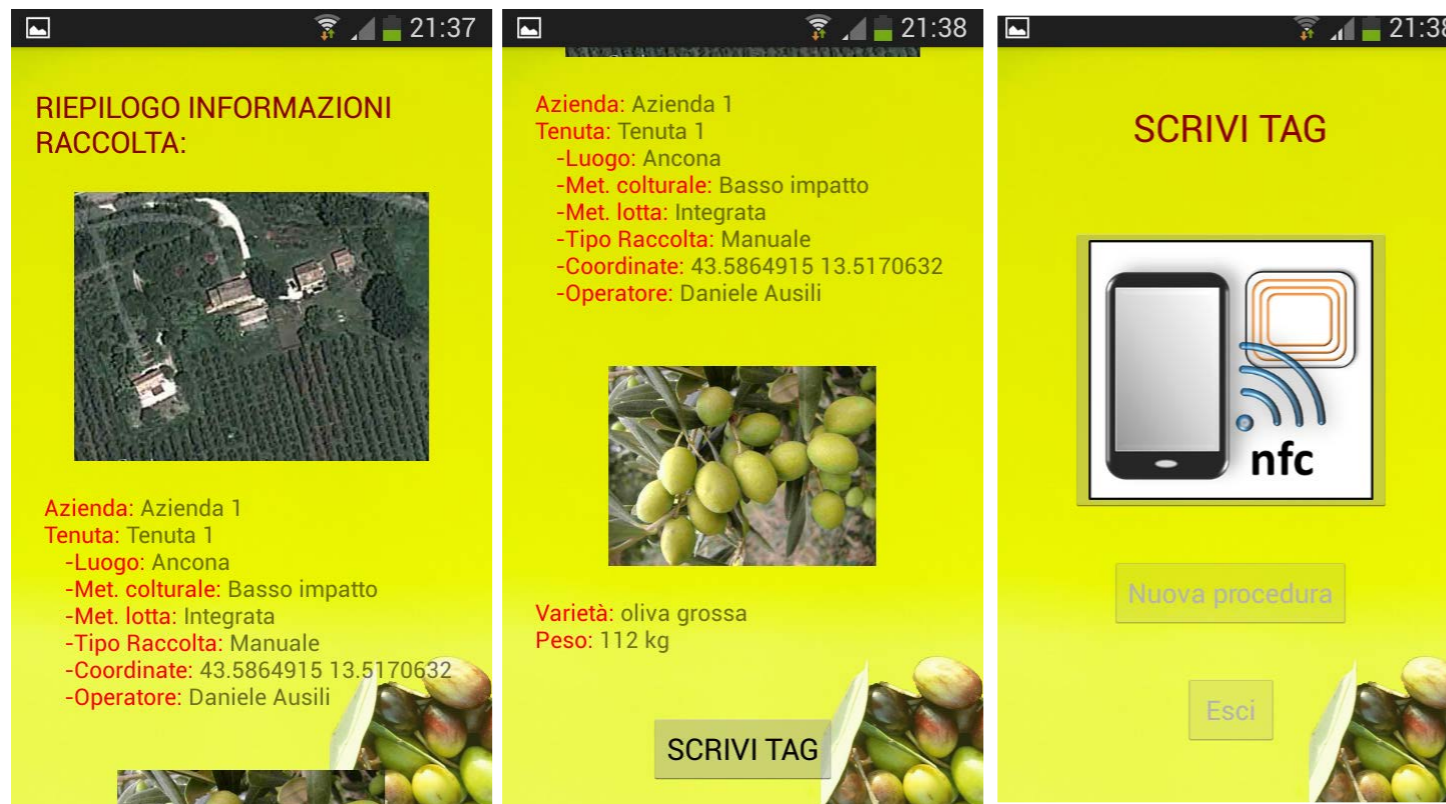 21:37
RIEPILOGO INFORMAZIONI
RACCOLTA:
Azienda: Azienda 1
Tenuta: Tenuta 1
-Luogo: Ancona
-Met. colturale: Basso impatto
-Met. lotta: Integrata
-Tipo Raccolta: Manuale
-Coordinate: 43.5864915 13.5170632
-Operatore: Daniele Ausili
21:38
Azienda: Azienda 1
Tenuta: Tenuta 1
-Luogo: Ancona
-Met. colturale: Basso impatto
-Met. lotta: Integrata
-Tipo Raccolta: Manuale
-Coordinate: 43.5864915 13.5170632
-Operatore: Daniele Ausili
Varietà: oliva grossa
Peso: 112 kg
SCRIVI TAG
21:38
SCRIVI TAG
nfc
Nuova procedura
Esci